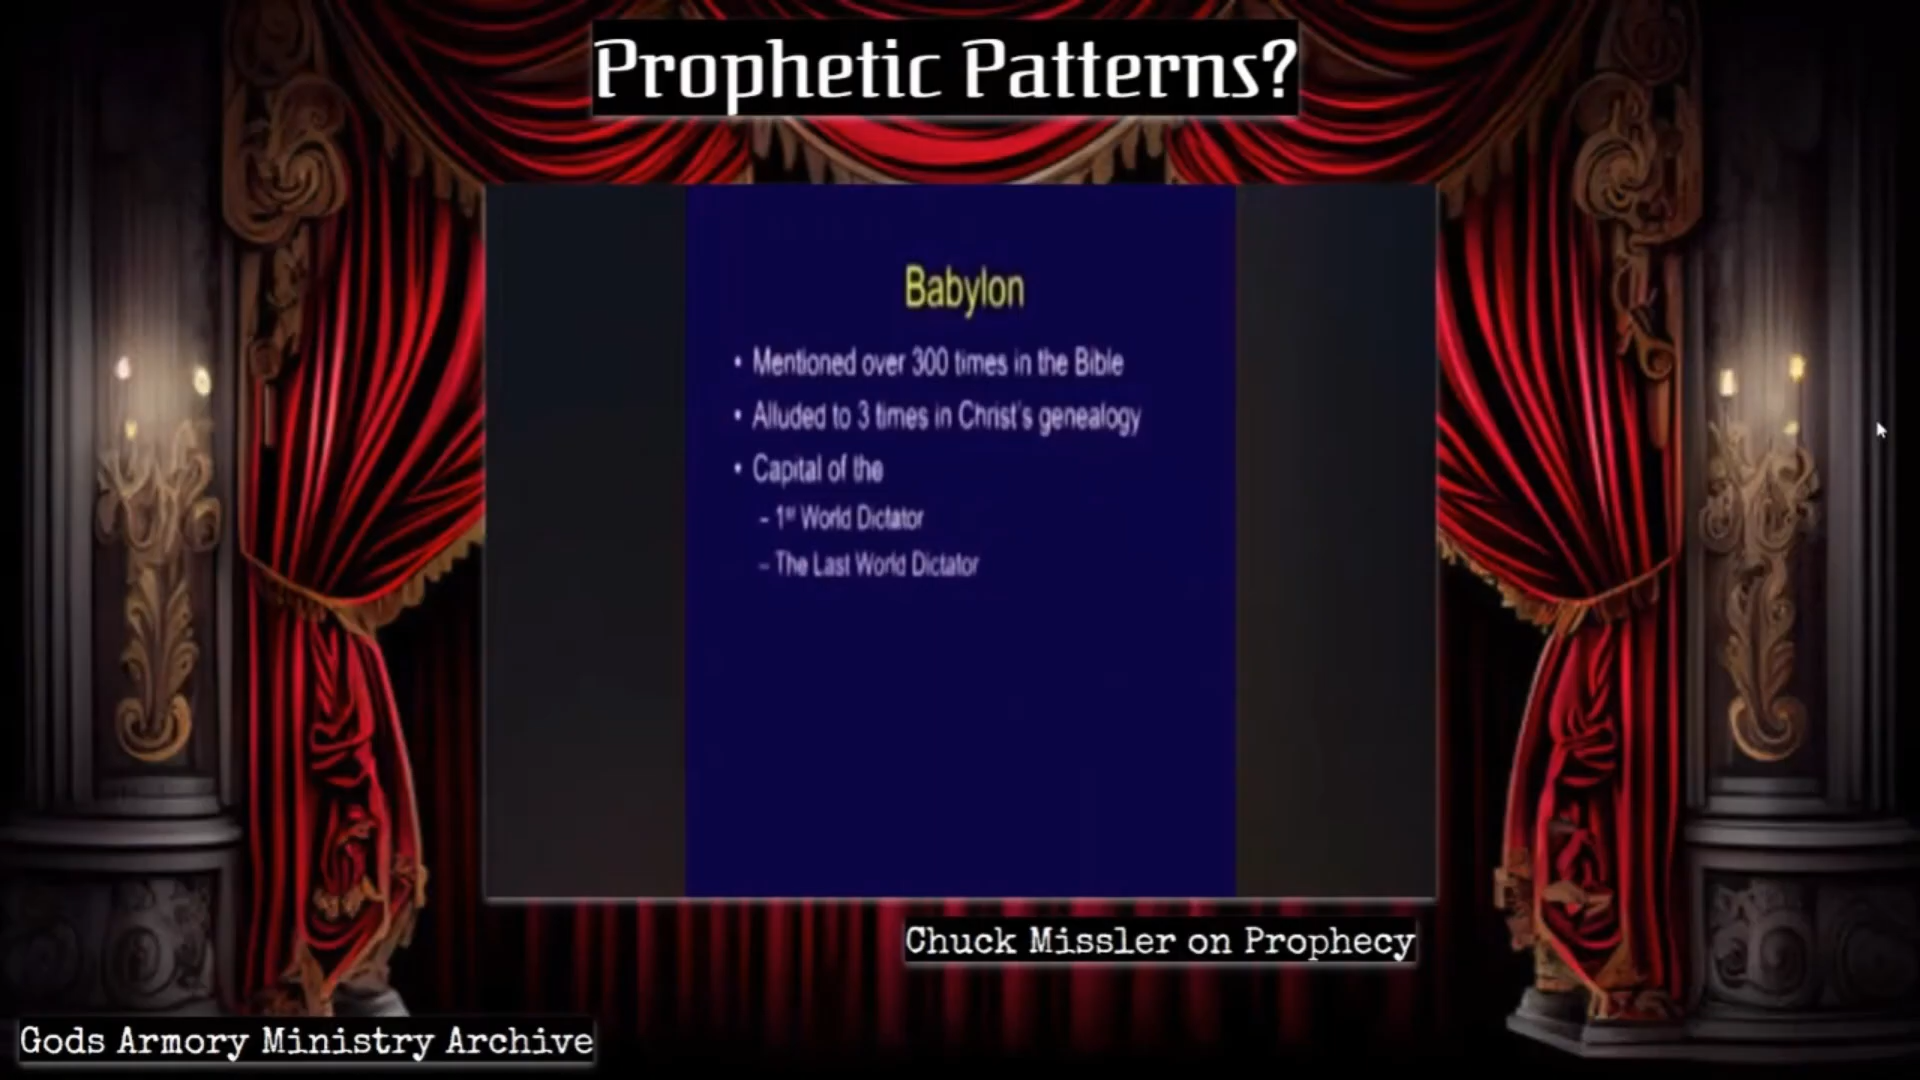 Prophetic Patterns?
Babylon
• Mentioned over 300 times in the Bible
• Alluded to 3 times in Christ's genealogy
• Capital of the
– 1st World Dictator
– The Last World Dictator
Chuck Missler on Prophecy
Gods Armory Ministry Archive